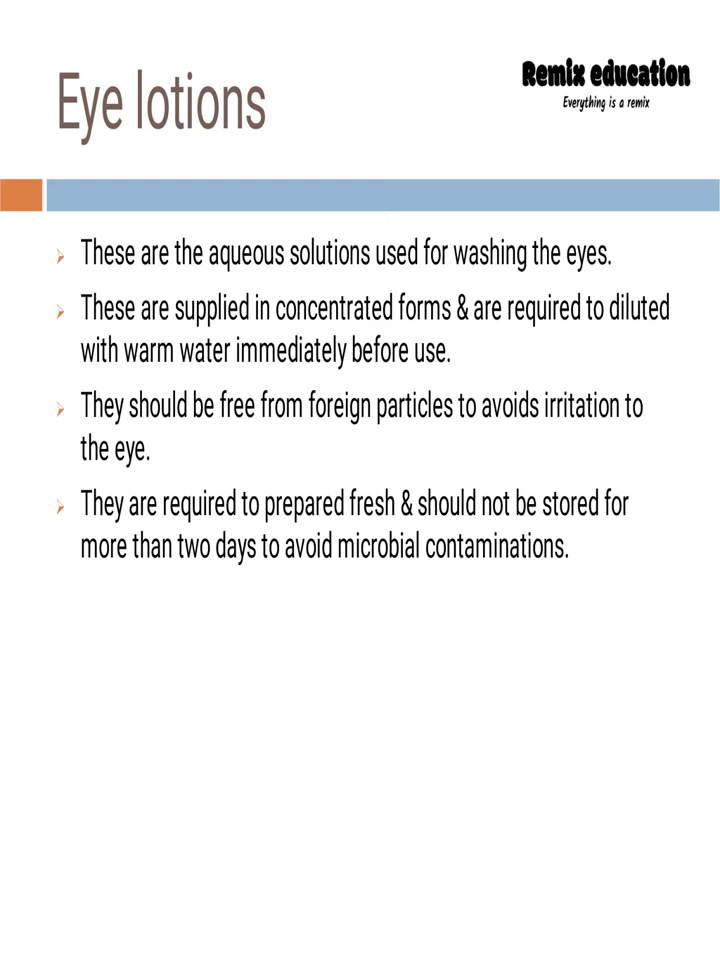 Eye lotions
Remix education
Everything is a remix
These are the aqueous solutions used for washing the eyes.
These are supplied in concentrated forms & are required to diluted
with warm water immediately before use.
They should be free from foreign particles to avoids irritation to
the eye.
They are required to prepared fresh & should not be stored for
more than two days to avoid microbial contaminations.